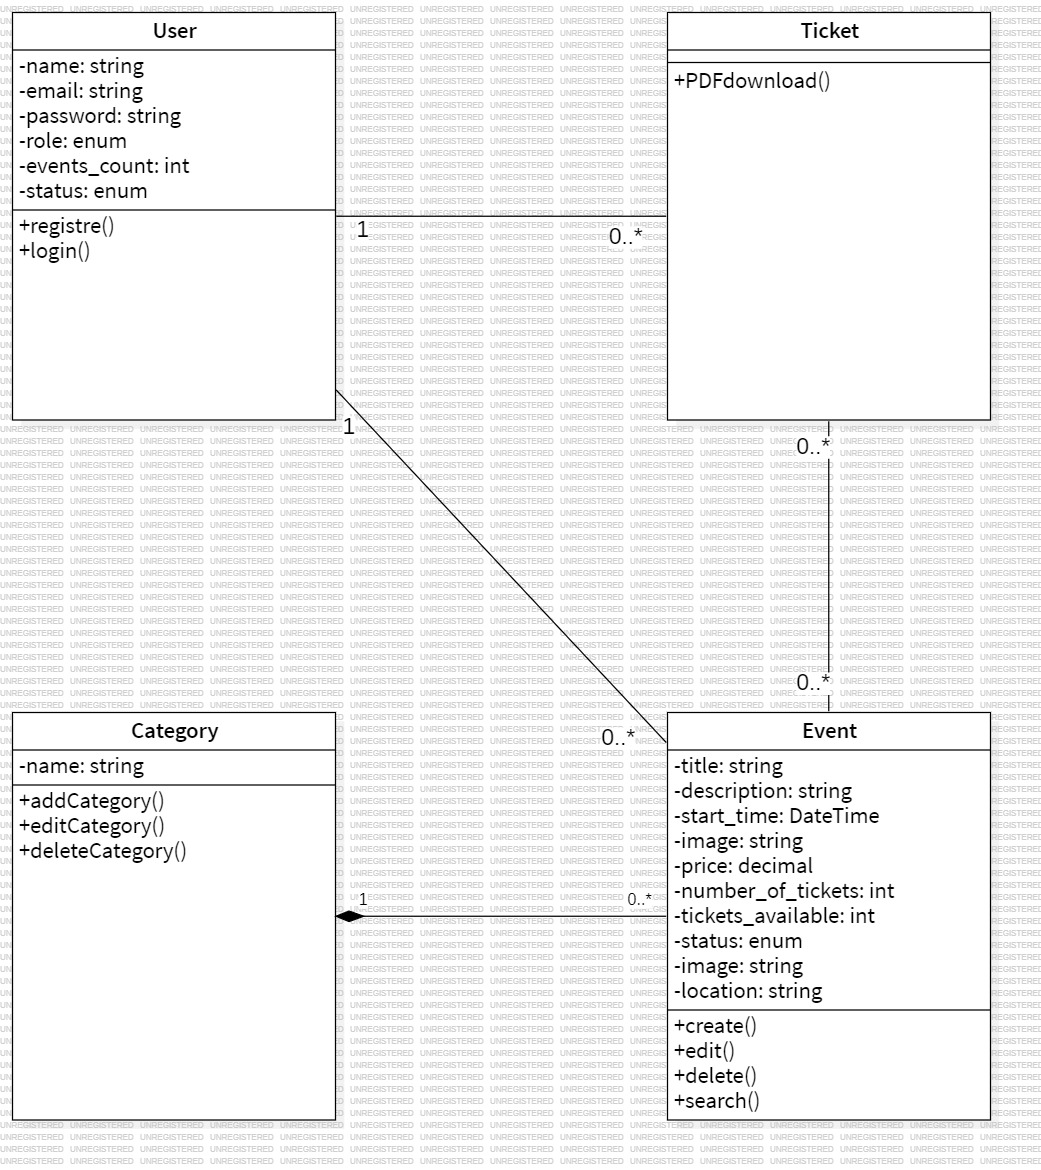 User
-name: string
-email: string
-password: string
-role: enum
-events_count: int
-status: enum
+registre()
+login()
Ticket
+PDFdownload()
1
0..*
1
0..*
0..*
0..*
Category
-name: string
+addCategory()
+editCategory()
+deleteCategory()
1
0..*
Event
-title: string
-description: string
-start_time: DateTime
-image: string
-price: decimal
-number_of_tickets: int
-tickets_available: int
-status: enum
-image: string
-location: string
+create()
+edit()
+delete()
+search()
UNREGISTERED